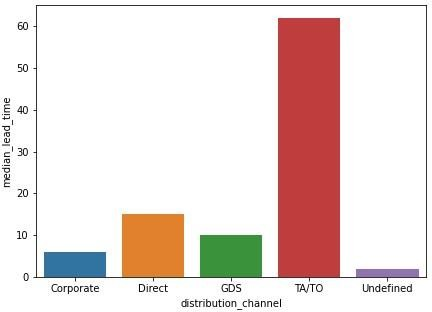 60
50
40
30
20
10
0
median_lead_time
Corporate Direct GDS TA/TO Undefined
distribution_channel